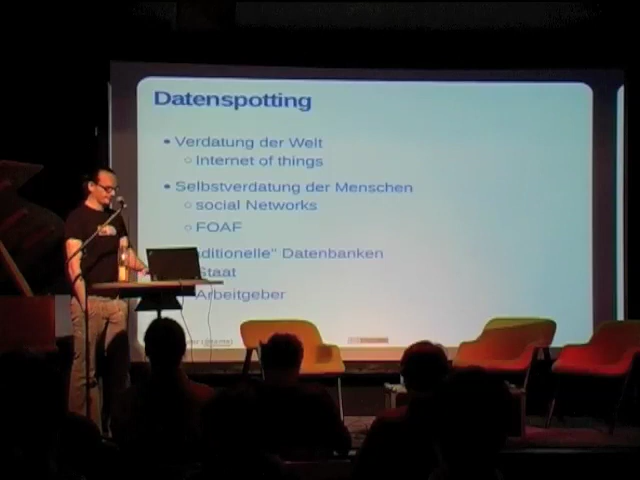 Datenspotting
• Verdatung der Welt
○ Internet of things
• Selbstverdatung der Menschen
○ social Networks
○ FOAF
ditionelle" Datenbanken
Staat
Arbeitgeber